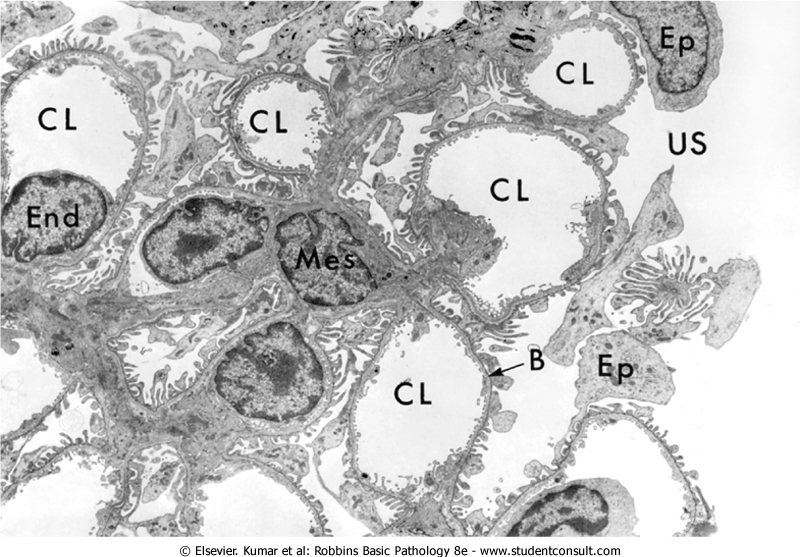 Ep
CL
CL
CL
US
CL
End
Mes
B
Ep
CL
© Elsevier. Kumar et al: Robbins Basic Pathology 8e - www.studentconsult.com